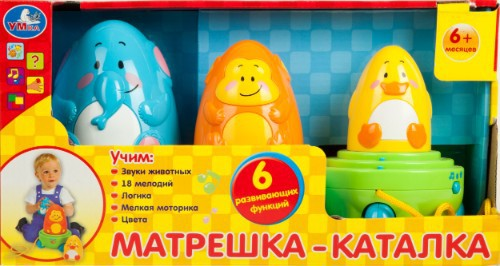 УМка
6+
месяцев
?
Учим:
Звуки животных
18 мелодий
Логика
Мелкая моторика
Цвета
6
развивающих
функций
МАТРЕШКА-КАТАЛКА